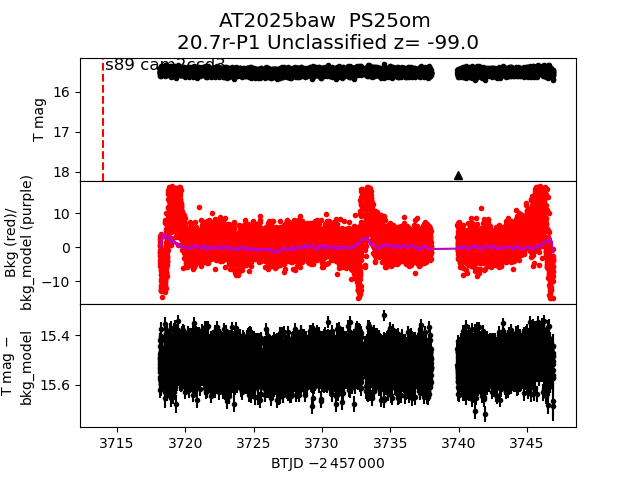 AT2025baw  PS25om
20.7r-P1 Unclassified z= -99.0
s89 cam2ccd3
T mag
16
17
18
Bkg (red)/
bkg_model (purple)
10
0
−10
T mag −
bkg_model
15.4
15.6
3715 3720 3725 3730 3735 3740 3745
BTJD −2 457 000